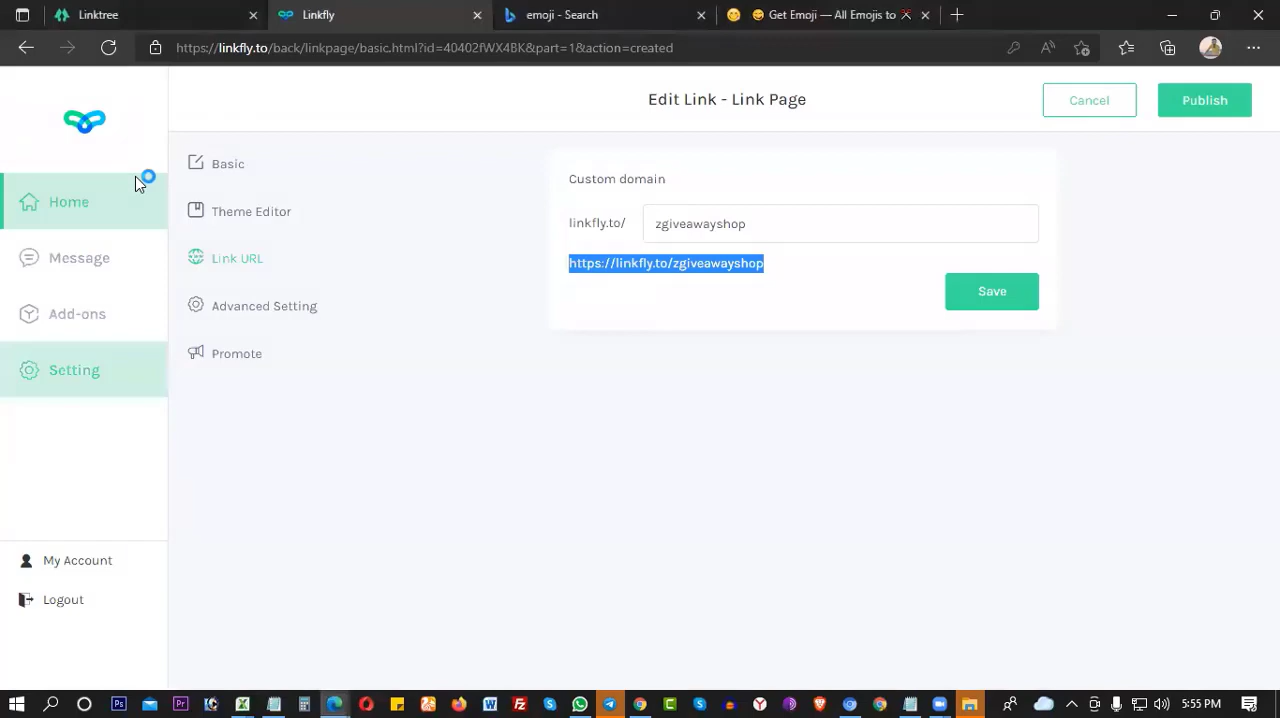 Linktree
Linkfly
emoji - Search
Get Emoji — All Emojis to
https://linkfly.to/back/linkpage/basic.html?id=40402fWX4BK&part=1&action=created
Edit Link - Link Page
Cancel
Publish
Home
Message
Add-ons
Setting
My Account
Logout
Basic
Theme Editor
Link URL
Advanced Setting
Promote
Custom domain
linkfly.to/
zgiveawayshop
https://linkfly.to/zgiveawayshop
Save
5:55 PM